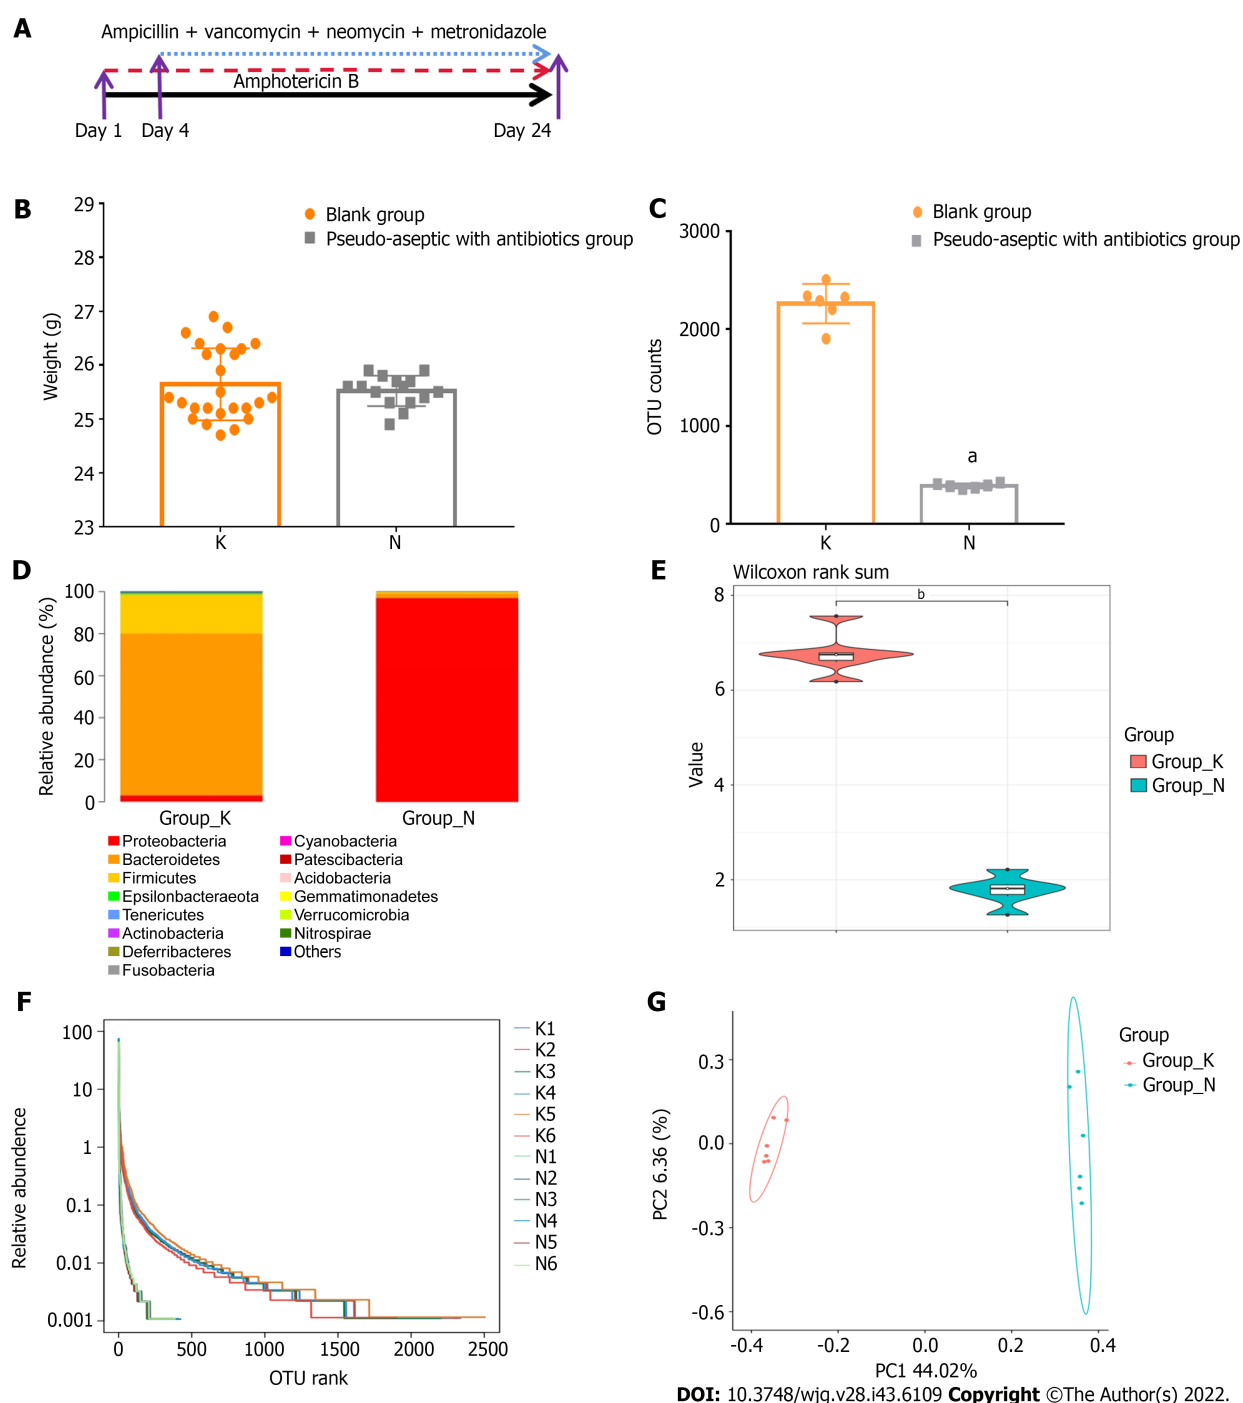 A
Ampicillin + vancomycin + neomycin + metronidazole
Amphotericin B
Day 1
Day 4
Day 24
B
29
28
27
26
25
24
23
Weight (g)
K
N
Blank group
Pseudo-aseptic with antibiotics group
C
3000
2000
1000
0
OTU counts
a
K
N
Blank group
Pseudo-aseptic with antibiotics group
D
100
80
60
40
20
0
Relative abundance (%)
Group_K
Group_N
Proteobacteria
Bacteroidetes
Firmicutes
Epsilonbacteraeota
Tenericutes
Actinobacteria
Deferribacteres
Fusobacteria
Cyanobacteria
Patescibacteria
Acidobacteria
Gemmatimonadetes
Verrucomicrobia
Nitrospirae
Others
E
Wilcoxon rank sum
8
6
4
2
Value
b
Group
Group_K
Group_N
F
100
10
1
0.1
0.01
0.001
Relative abundence
0
500
1000
1500
2000
2500
OTU rank
K1
K2
K3
K4
K5
K6
N1
N2
N3
N4
N5
N6
G
0.3
0.0
-0.3
-0.6
PC2 6.36 (%)
-0.4
-0.2
0.0
0.2
0.4
PC1 44.02%
Group
Group_K
Group_N
DOI: 10.3748/wjg.v28.i43.6109 Copyright ©The Author(s) 2022.